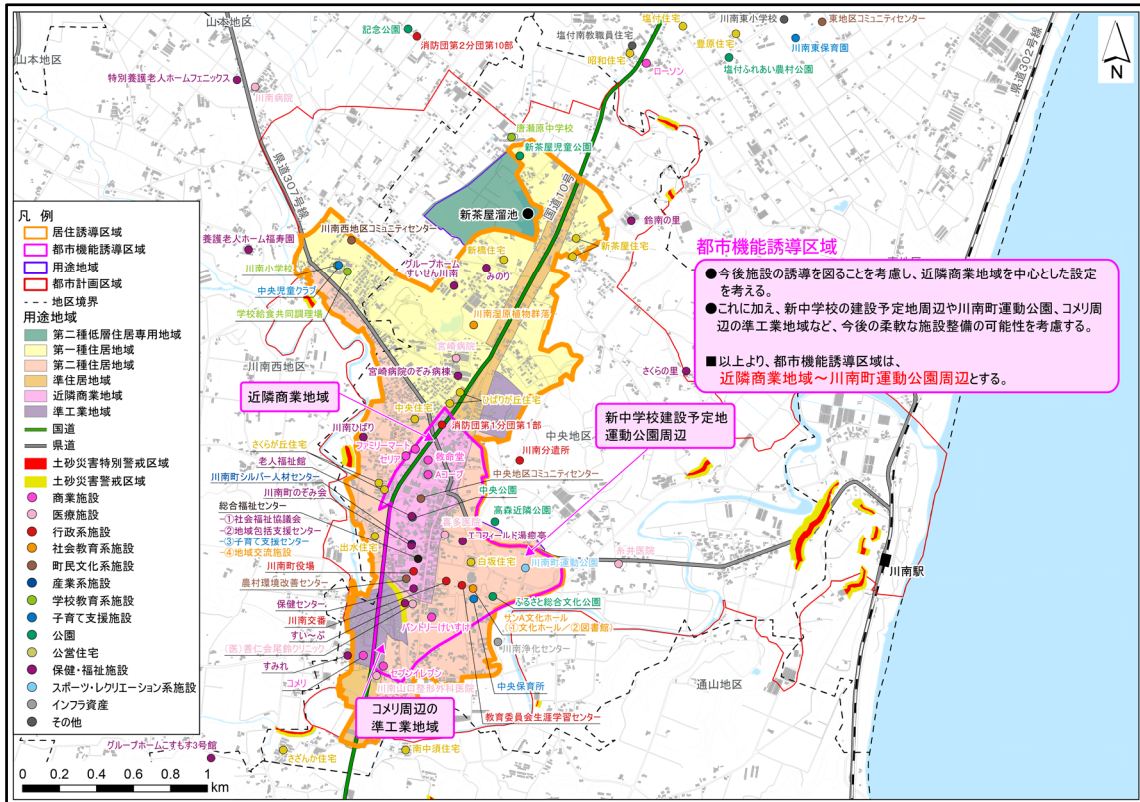 山本地区
山本地区
記念公園
消防団第2分団第10部
塩付住宅
川南東小学校
東地区コミュニティセンター
塩付南教職員住宅
昭和住宅
豊原住宅
川南東保育園
ローソン
塩付ふれあい農村公園
県道302号線
N
特別養護老人ホームフェニックス
川南病院
県道307号線
唐瀬原中学校
新茶屋児童公園
国道10号
新茶屋溜池
鈴南の里
新茶屋住宅
川南西地区コミュニティセンター
養護老人ホーム福寿園
新橋住宅
みのり
グループホーム
すいせん川南
川南小学校
中央児童クラブ
学校給食共同調理場
川南湿原植物群落
宮崎病院
宮崎病院のぞみ病棟
川南西地区
さくらの里
凡 例
居住誘導区域
都市機能誘導区域
用途地域
都市計画区域
地区境界
用途地域
第二種低層住居専用地域
第一種住居地域
第二種住居地域
準住居地域
近隣商業地域
準工業地域
国道
県道
土砂災害特別警戒区域
土砂災害警戒区域
商業施設
医療施設
行政系施設
社会教育系施設
町民文化系施設
産業系施設
学校教育系施設
子育て支援施設
公園
公営住宅
保健・福祉施設
スポーツ・レクリエーション系施設
インフラ資産
その他
都市機能誘導区域
●今後施設の誘導を図ることを考慮し、近隣商業地域を中心とした設定
を考える。
●これに加え、新中学校の建設予定地周辺や川南町運動公園、コメリ周
辺の準工業地域など、今後の柔軟な施設整備の可能性を考慮する。
■以上より、都市機能誘導区域は、
近隣商業地域～川南町運動公園周辺とする。
近隣商業地域
中央住宅
ひばりが丘住宅
消防団第1分団第1部
新中学校建設予定地
運動公園周辺
中央地区
川南ひばり
さくらが丘住宅
ファミリーマート
セリア
救命堂
Aコープ
川南分遣所
中央地区コミュニティセンター
老人福祉館
川南町シルバー人材センター
川南町のぞみ会
総合福祉センター
-①社会福祉協議会
-②地域包括支援センター
-③子育て支援センター
-④地域交流施設
中央公園
高森近隣公園
喜多医院
エコフィールド湯癒亭
出水住宅
白坂住宅
川南町運動公園
糸井医院
川南駅
川南町役場
農村環境改善センター
保健センター
川南交番
すい～ぷ
(医)善仁会尾鈴クリニック
すみれ
コメリ
ふるさと総合文化公園
サンA文化ホール
(①文化ホール/②図書館)
パントリーけいすけ
川南浄化センター
セブンイレブン
川南山口整形外科医院
中央保育所
教育委員会生涯学習センター
通山地区
コメリ周辺の
準工業地域
グループホームこすもす3号館
さざんか住宅
南中須住宅
0 0.2 0.4 0.6 0.8 1 km